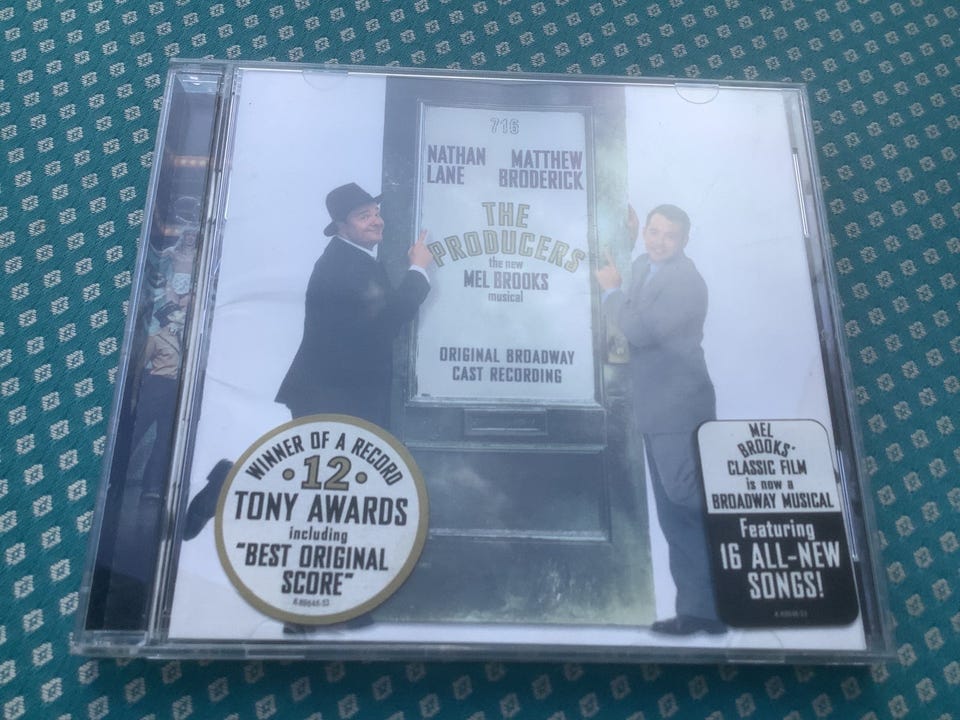 716
NATHAN LANE
MATTHEW BRODERICK
THE
PRODUCERS
the new
MEL BROOKS
musical
ORIGINAL BROADWAY
CAST RECORDING
WINNER OF A RECORD
•12•
TONY AWARDS
including
"BEST ORIGINAL
SCORE"
MEL
BROOKS'
CLASSIC FILM
is now a
BROADWAY MUSICAL
Featuring
16 ALL-NEW
SONGS!